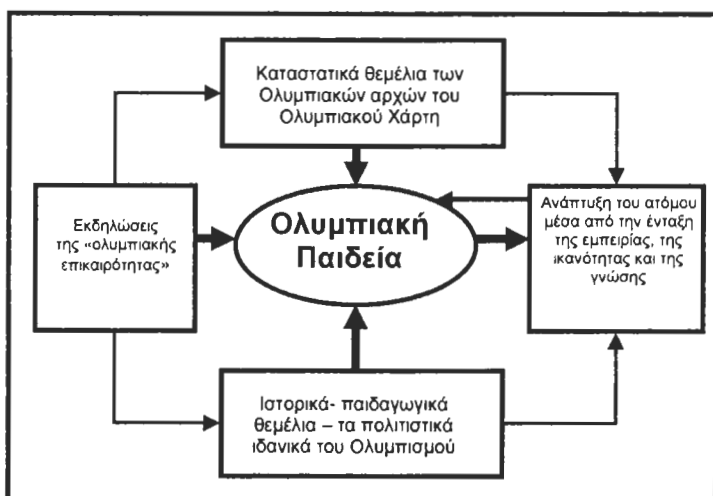 Καταστατικά θεμέλια των
Ολυμπιακών αρχών του
Ολυμπιακού Χάρτη
Εκδηλώσεις
της «ολυμπιακής
επικαιρότητας»
Ολυμπιακή
Παιδεία
Ανάπτυξη του ατόμου
μέσα από την ένταξη
της εμπειρίας, της
ικανότητας και της
γνώσης
Ιστορικά- παιδαγωγικά
θεμέλια – τα πολιτιστικά
ιδανικά του Ολυμπισμού